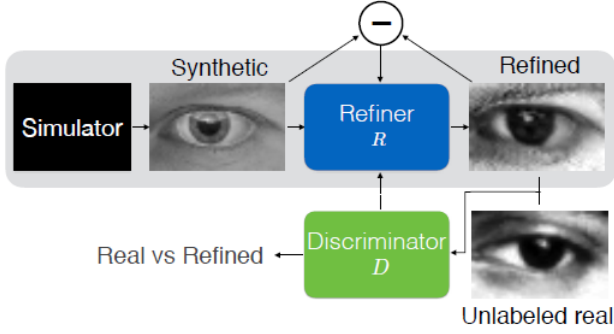 −
Synthetic
Refined
Simulator
Refiner
R
Discriminator
D
Real vs Refined
Unlabeled real